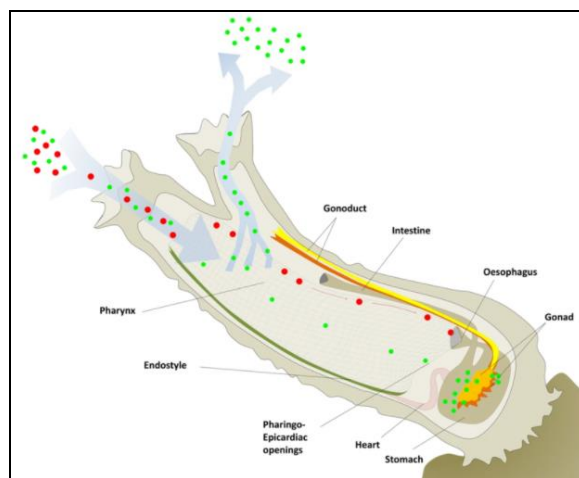 Gonoduct
Intestine
Oesophagus
Gonad
Pharynx
Endostyle
Pharingo-
Epicardiac
openings
Heart
Stomach